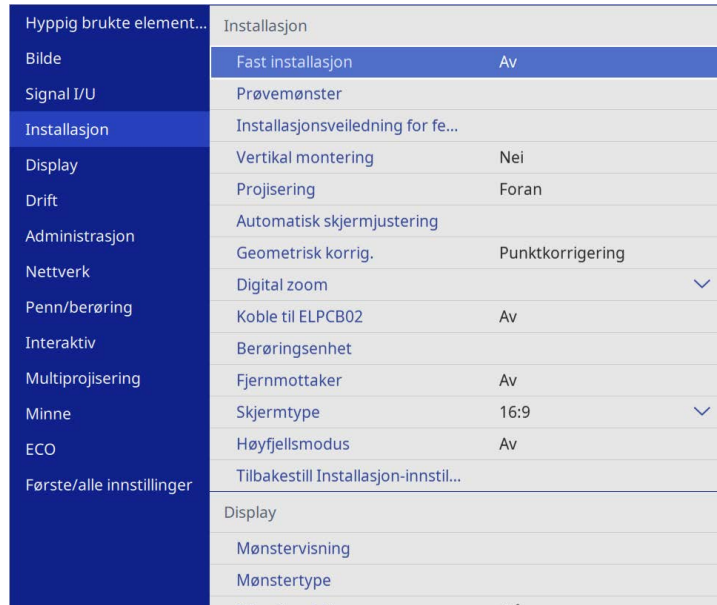 Hyppig brukte element...
Bilde
Signal I/U
Installasjon
Display
Drift
Administrasjon
Nettverk
Penn/berøring
Interaktiv
Multiprojisering
Minne
ECO
Første/alle innstillinger
Installasjon
Fast installasjon Av
Prøvemønster
Installasjonsveiledning for fe...
Vertikal montering Nei
Projisering Foran
Automatisk skjermjustering
Geometrisk korrig. Punktkorrigering
Digital zoom
Koble til ELPCB02 Av
Berøringsenhet
Fjernmottaker Av
Skjermtype 16:9
Høyfjellsmodus Av
Tilbakestill Installasjon-innstil...
Display
Mønstervisning
Mønstertype